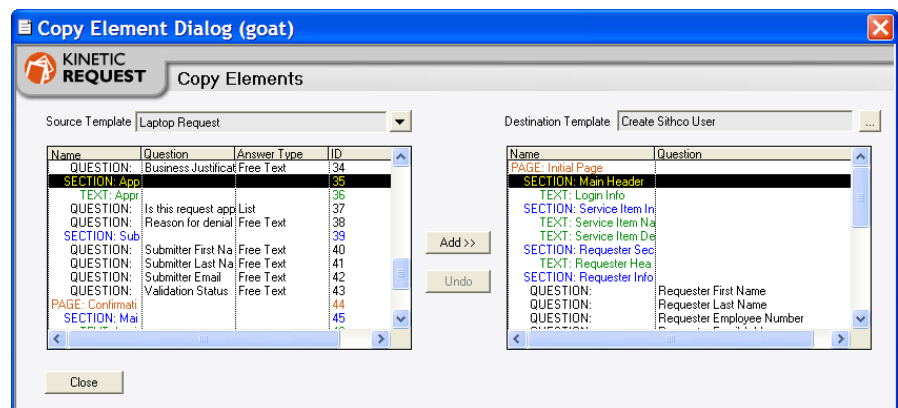 Copy Element Dialog (goat)
KINETIC
REQUEST
Copy Elements
Source Template Laptop Request
Destination Template Create Sithco User ...
Name Question Answer Type ID
QUESTION: Business Justificat Free Text 34
SECTION: App 35
TEXT: Appr 36
QUESTION: Is this request app List 37
QUESTION: Reason for denial Free Text 38
SECTION: Sub 39
QUESTION: Submitter First Na Free Text 40
QUESTION: Submitter Last Na Free Text 41
QUESTION: Submitter Email Free Text 42
QUESTION: Validation Status Free Text 43
PAGE: Confirmati 44
SECTION: Mai 45
Add >>
Undo
Name Question
PAGE: Initial Page
SECTION: Main Header
TEXT: Login Info
SECTION: Service Item In
TEXT: Service Item Na
TEXT: Service Item De
SECTION: Requester Sec
TEXT: Requester Hea
SECTION: Requester Info
QUESTION: Requester First Name
QUESTION: Requester Last Name
QUESTION: Requester Employee Number
Close